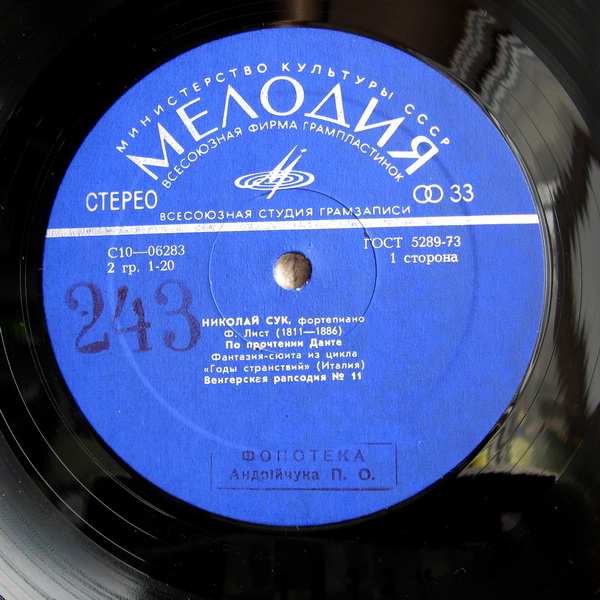 МИНИСТЕРСТВО КУЛЬТУРЫ СССР
МЕЛОДИЯ
ВСЕСОЮЗНАЯ ФИРМА ГРАМПЛАСТИНОК
СТЕРЕО
33
ВСЕСОЮЗНАЯ СТУДИЯ ГРАМЗАПИСИ
С10—06283
2 гр. 1-20
ГОСТ 5289-73
1 сторона
243
НИКОЛАЙ СУК, фортепиано
Ф. Лист (1811—1886)
По прочтении Данте
Фантазия-сюита из цикла
«Годы странствий» (Италия)
Венгерская рапсодия № 11
ФОНОТЕКА
Андрійчука П. О.